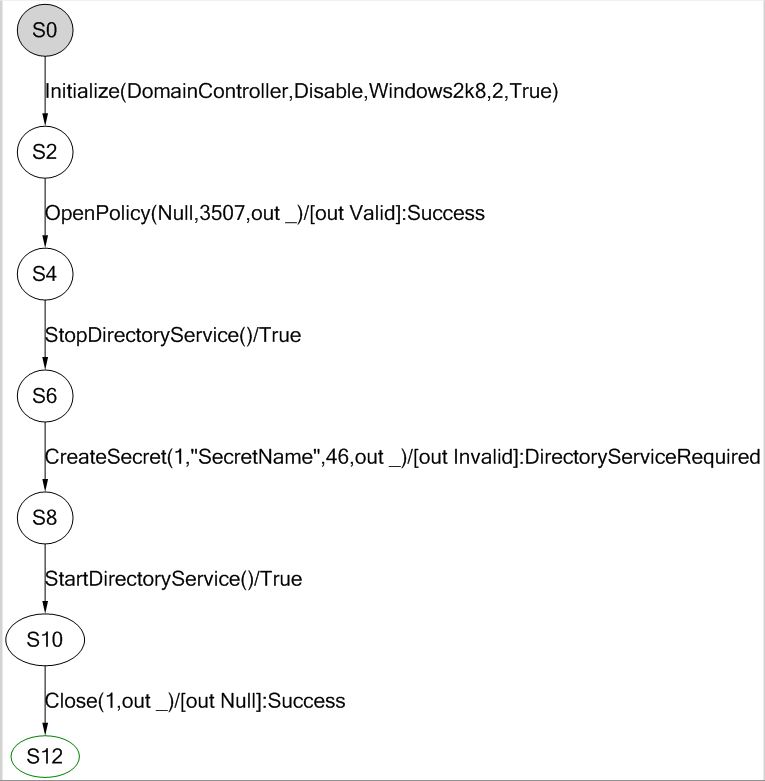 S0
Initialize(DomainController,Disable,Windows2k8,2,True)
S2
OpenPolicy(Null,3507,out _)/[out Valid]:Success
S4
StopDirectoryService()/True
S6
CreateSecret(1,"SecretName",46,out _)/[out Invalid]:DirectoryServiceRequired
S8
StartDirectoryService()/True
S10
Close(1,out _)/[out Null]:Success
S12